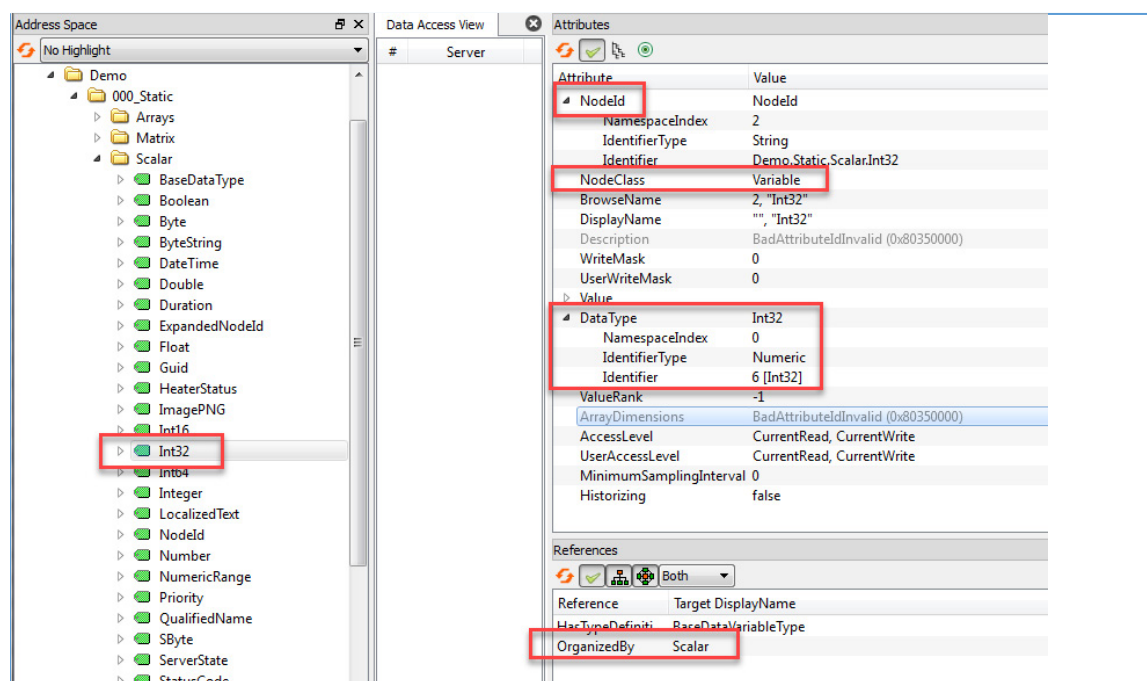 Address Space
No Highlight
Demo
000_Static
Arrays
Matrix
Scalar
BaseDataType
Boolean
Byte
ByteString
DateTime
Double
Duration
ExpandedNodeId
Float
Guid
HeaterStatus
ImagePNG
Int16
Int32
Int64
Integer
LocalizedText
NodeId
Number
NumericRange
Priority
QualifiedName
SByte
ServerState
StatusCode
Data Access View
# Server
Attributes
Attribute Value
NodeId NodeId
NamespaceIndex 2
IdentifierType String
Identifier Demo.Static.Scalar.Int32
NodeClass Variable
BrowseName 2, "Int32"
DisplayName "", "Int32"
Description BadAttributeIdInvalid (0x80350000)
WriteMask 0
UserWriteMask 0
Value
DataType Int32
NamespaceIndex 0
IdentifierType Numeric
Identifier 6 [Int32]
ValueRank -1
ArrayDimensions BadAttributeIdInvalid (0x80350000)
AccessLevel CurrentRead, CurrentWrite
UserAccessLevel CurrentRead, CurrentWrite
MinimumSamplingInterval 0
Historizing false
References
Both
Reference Target DisplayName
HasTypeDefiniti... BaseDataVariableType
OrganizedBy Scalar